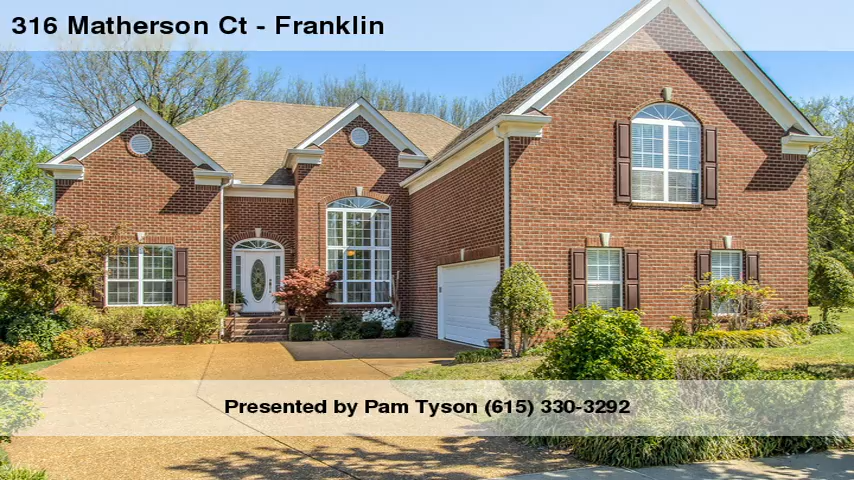 316 Matherson Ct - Franklin
Presented by Pam Tyson (615) 330-3292